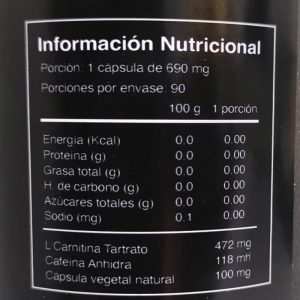 Información Nutricional
Porción: 1 cápsula de 690 mg
Porciones por envase: 90
100 g 1 porción
Energía (Kcal) 0.0 0.00
Proteína (g) 0.0 0.00
Grasa total (g) 0.0 0.00
H. de carbono (g) 0.0 0.00
Azúcares totales (g) 0.0 0.00
Sodio (mg) 0.1 0.00
L Carnitina Tartrato 472 mg
Cafeína Anhidra 118 mh
Cápsula vegetal natural 100 mg